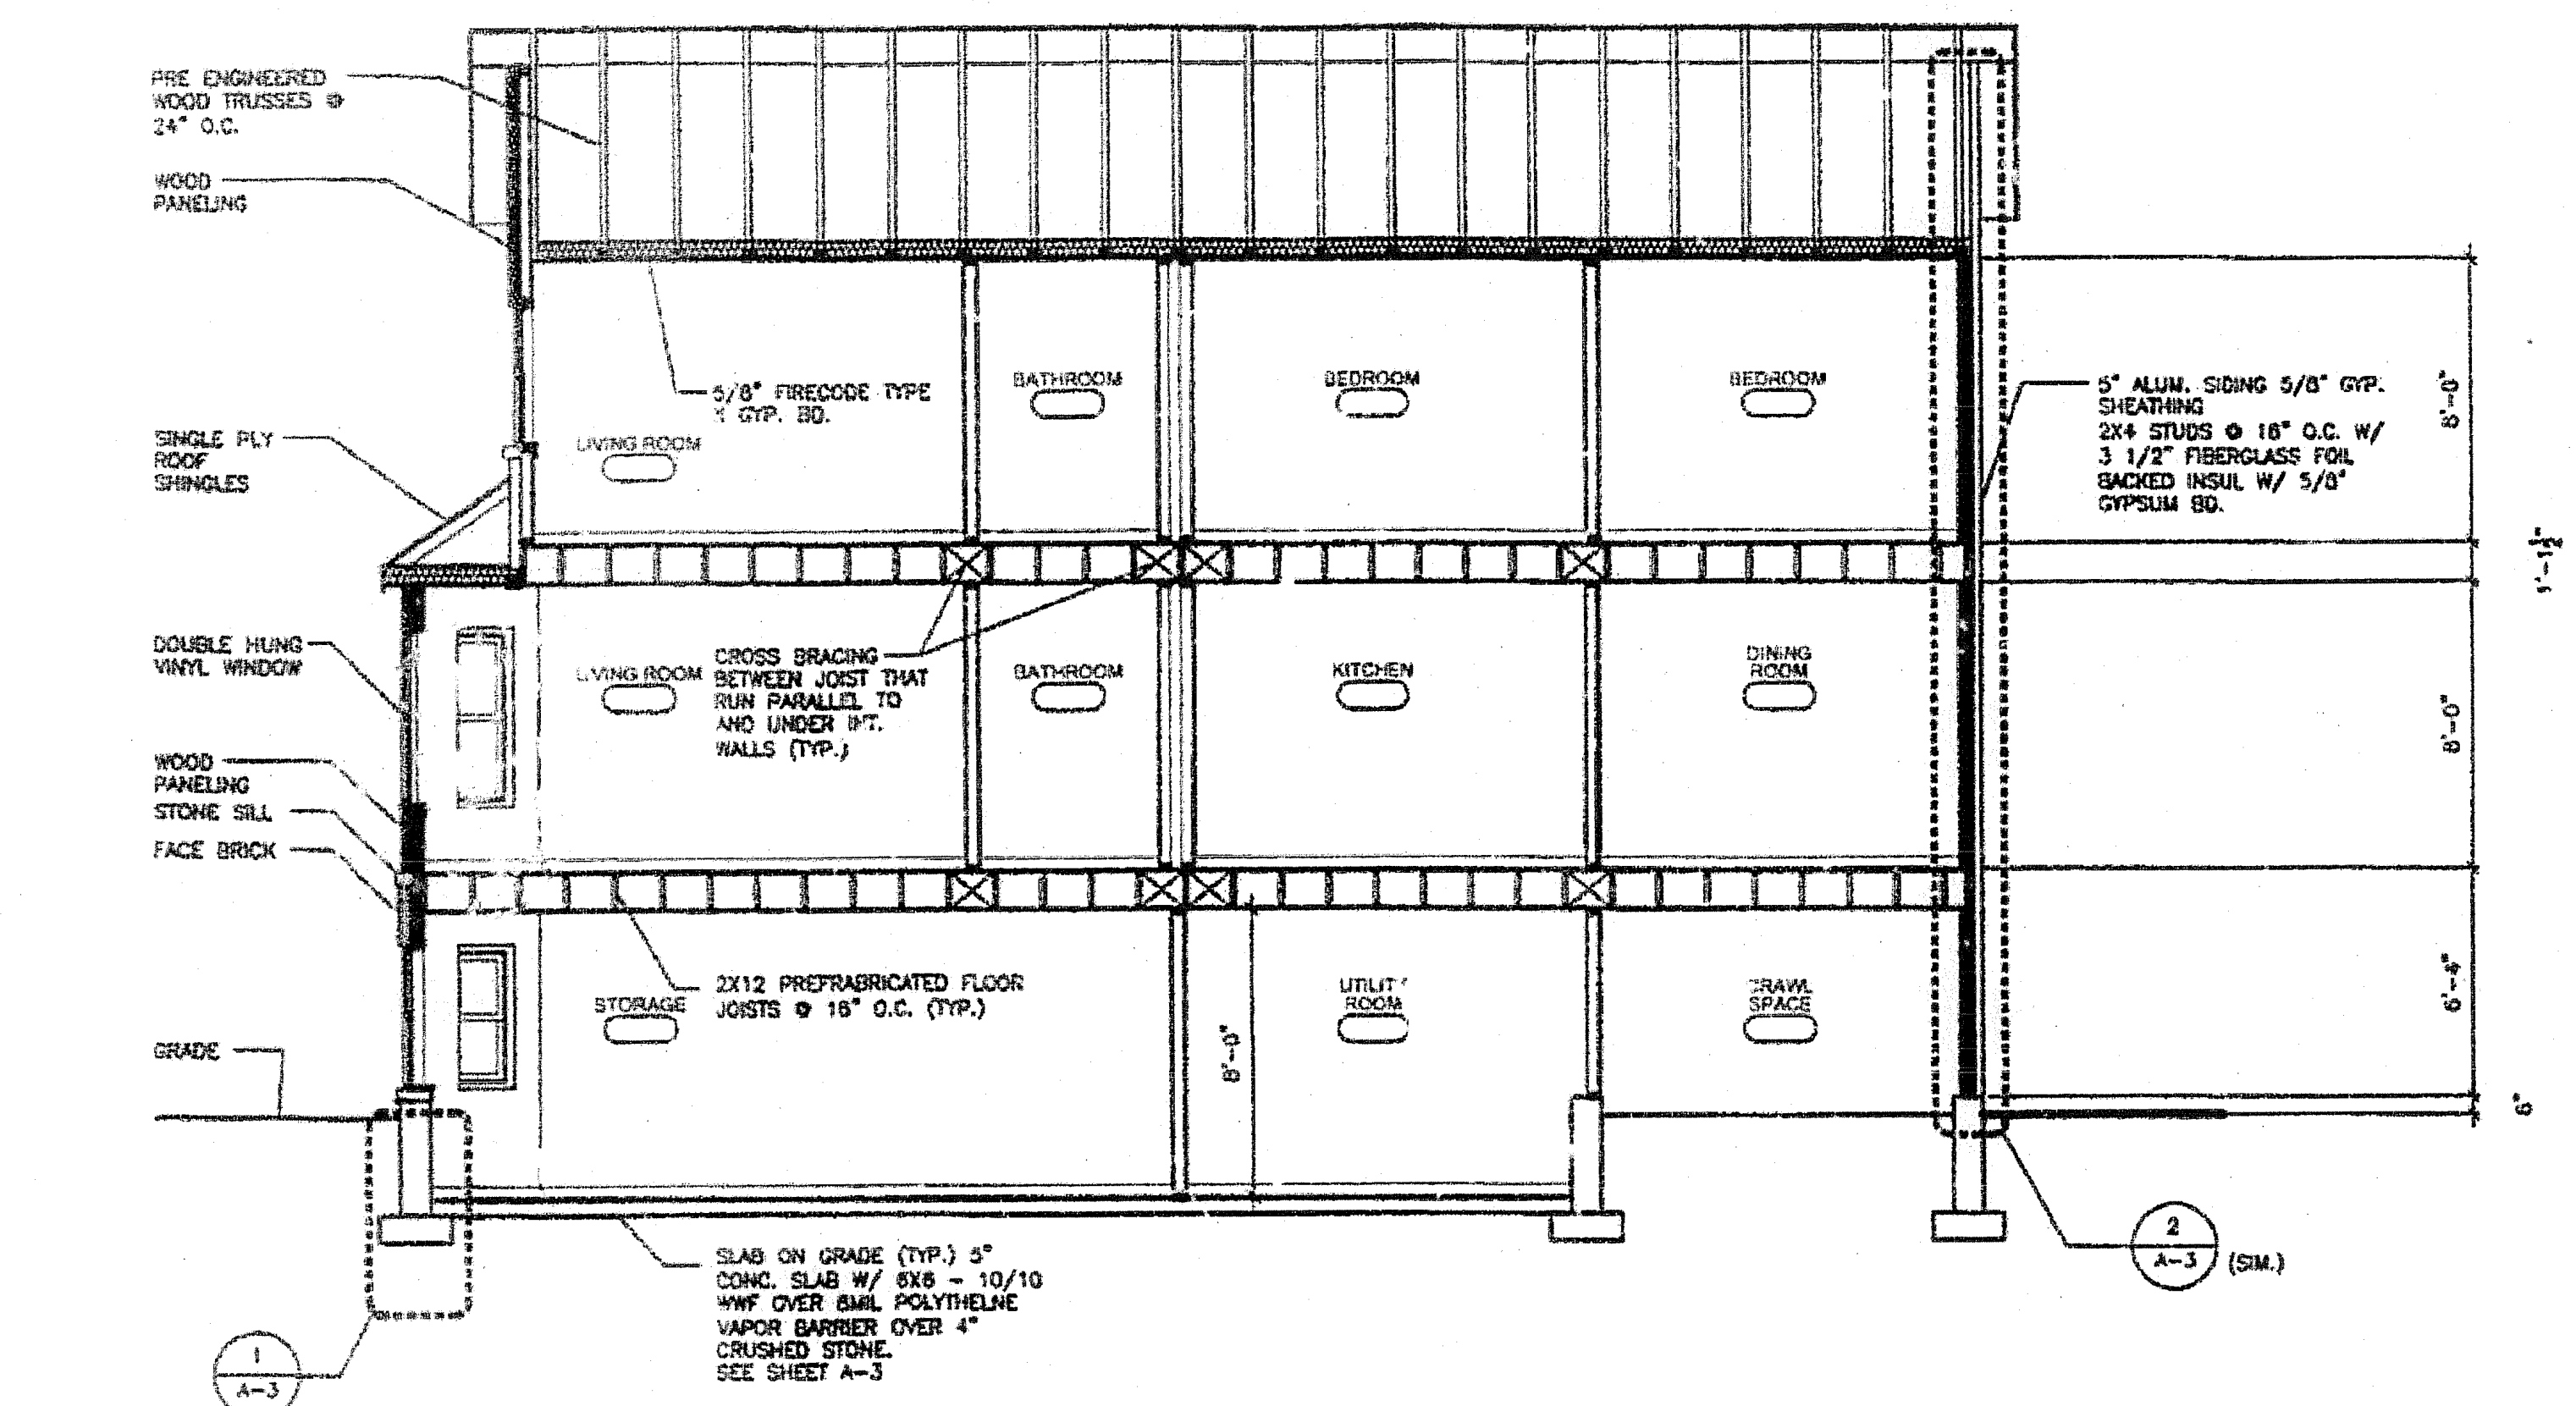 PRE ENGINEERED
WOOD TRUSSES @
24" O.C.
WOOD
PANELING
SINGLE PLY
ROOF
SHINGLES
DOUBLE HUNG
VINYL WINDOW
WOOD
PANELING
STONE SILL
FACE BRICK
GRADE
1
A-3
5/8" FIRECODE TYPE
X GYP. BD.
LIVING ROOM
BATHROOM
BEDROOM
BEDROOM
LIVING ROOM
CROSS BRACING
BETWEEN JOIST THAT
RUN PARALLEL TO
AND UNDER INT.
WALLS (TYP.)
BATHROOM
KITCHEN
DINING
ROOM
STORAGE
2X12 PREFRABRICATED FLOOR
JOISTS @ 16" O.C. (TYP.)
8'-0"
UTILITY
ROOM
CRAWL
SPACE
SLAB ON GRADE (TYP.) 5"
CONC. SLAB W/ 6X6 - 10/10
WWF OVER 6MIL POLYTHELNE
VAPOR BARRIER OVER 4"
CRUSHED STONE.
SEE SHEET A-3
5" ALUM. SIDING 5/8" GYP.
SHEATHING
2X4 STUDS @ 16" O.C. W/
3 1/2" FIBERGLASS FOIL
BACKED INSUL W/ 5/8"
GYPSUM BD.
8'-0"
1'-1 1/2"
8'-0"
6'-4"
6"
2
A-3
(SIM.)